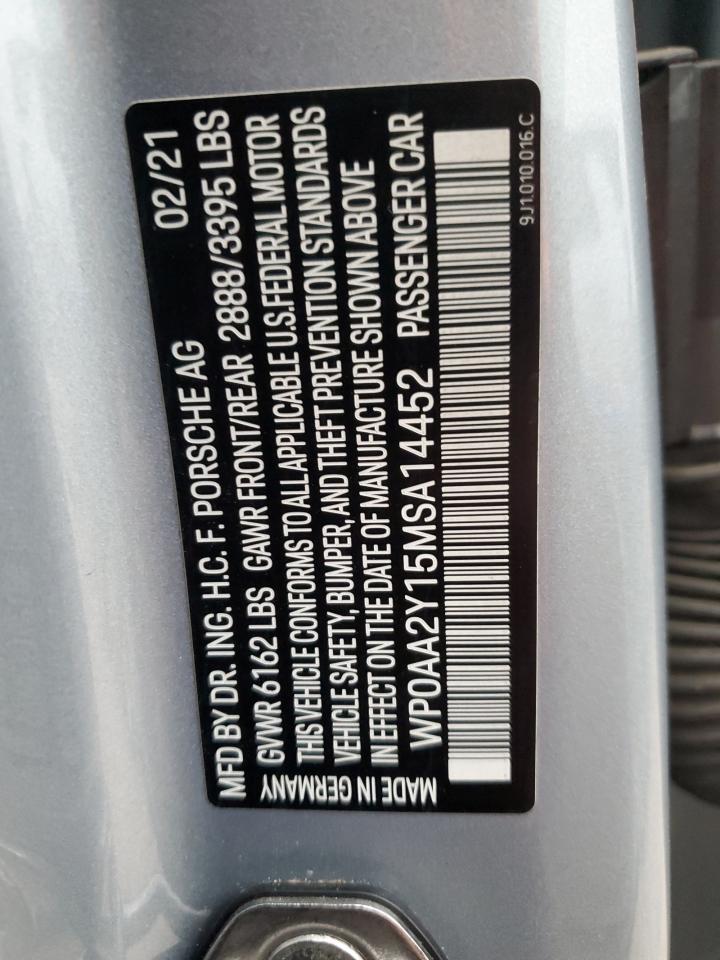 MFD BY DR. ING. H.C. F. PORSCHE AG 02/21
GVWR 6162 LBS GAWR FRONT/REAR 2888/3395 LBS
THIS VEHICLE CONFORMS TO ALL APPLICABLE U.S. FEDERAL MOTOR
VEHICLE SAFETY, BUMPER, AND THEFT PREVENTION STANDARDS
IN EFFECT ON THE DATE OF MANUFACTURE SHOWN ABOVE
WP0AA2Y15MSA14452 PASSENGER CAR
MADE IN GERMANY
9J1.010.016.C